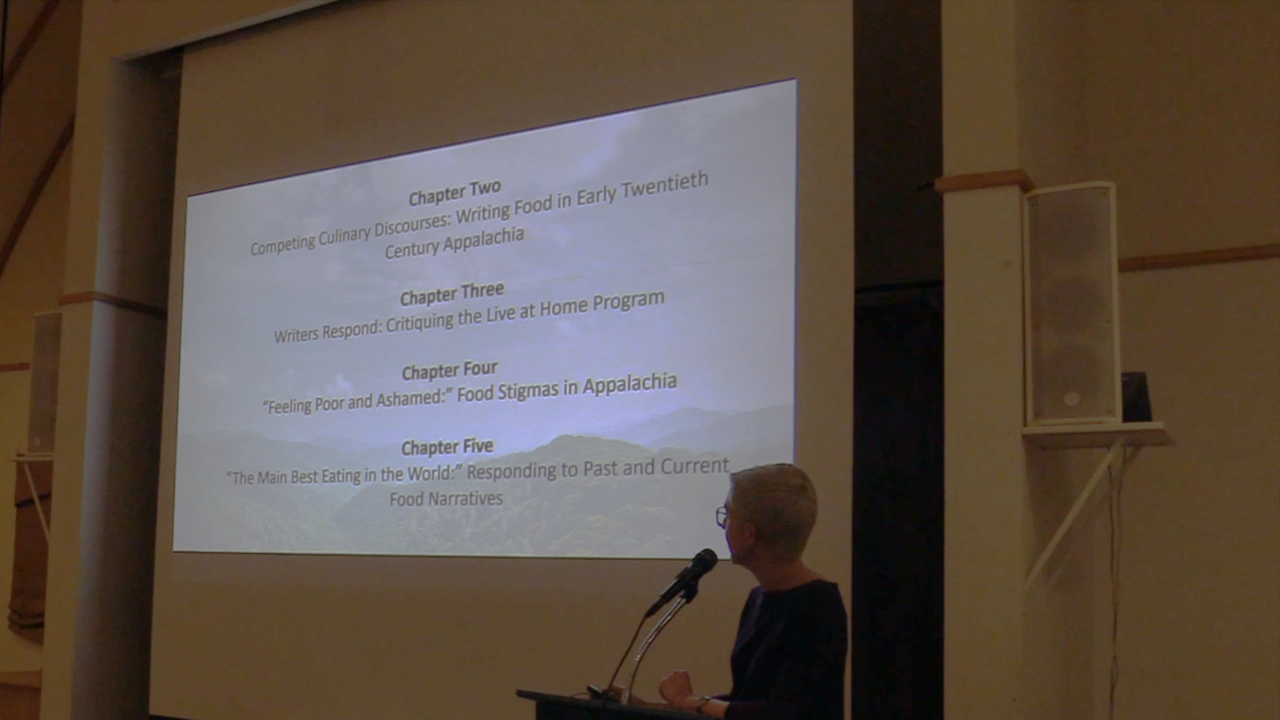 Chapter Two
Competing Culinary Discourses: Writing Food in Early Twentieth
Century Appalachia
Chapter Three
Writers Respond: Critiquing the Live at Home Program
Chapter Four
“Feeling Poor and Ashamed:” Food Stigmas in Appalachia
Chapter Five
“The Main Best Eating in the World:” Responding to Past and Current
Food Narratives